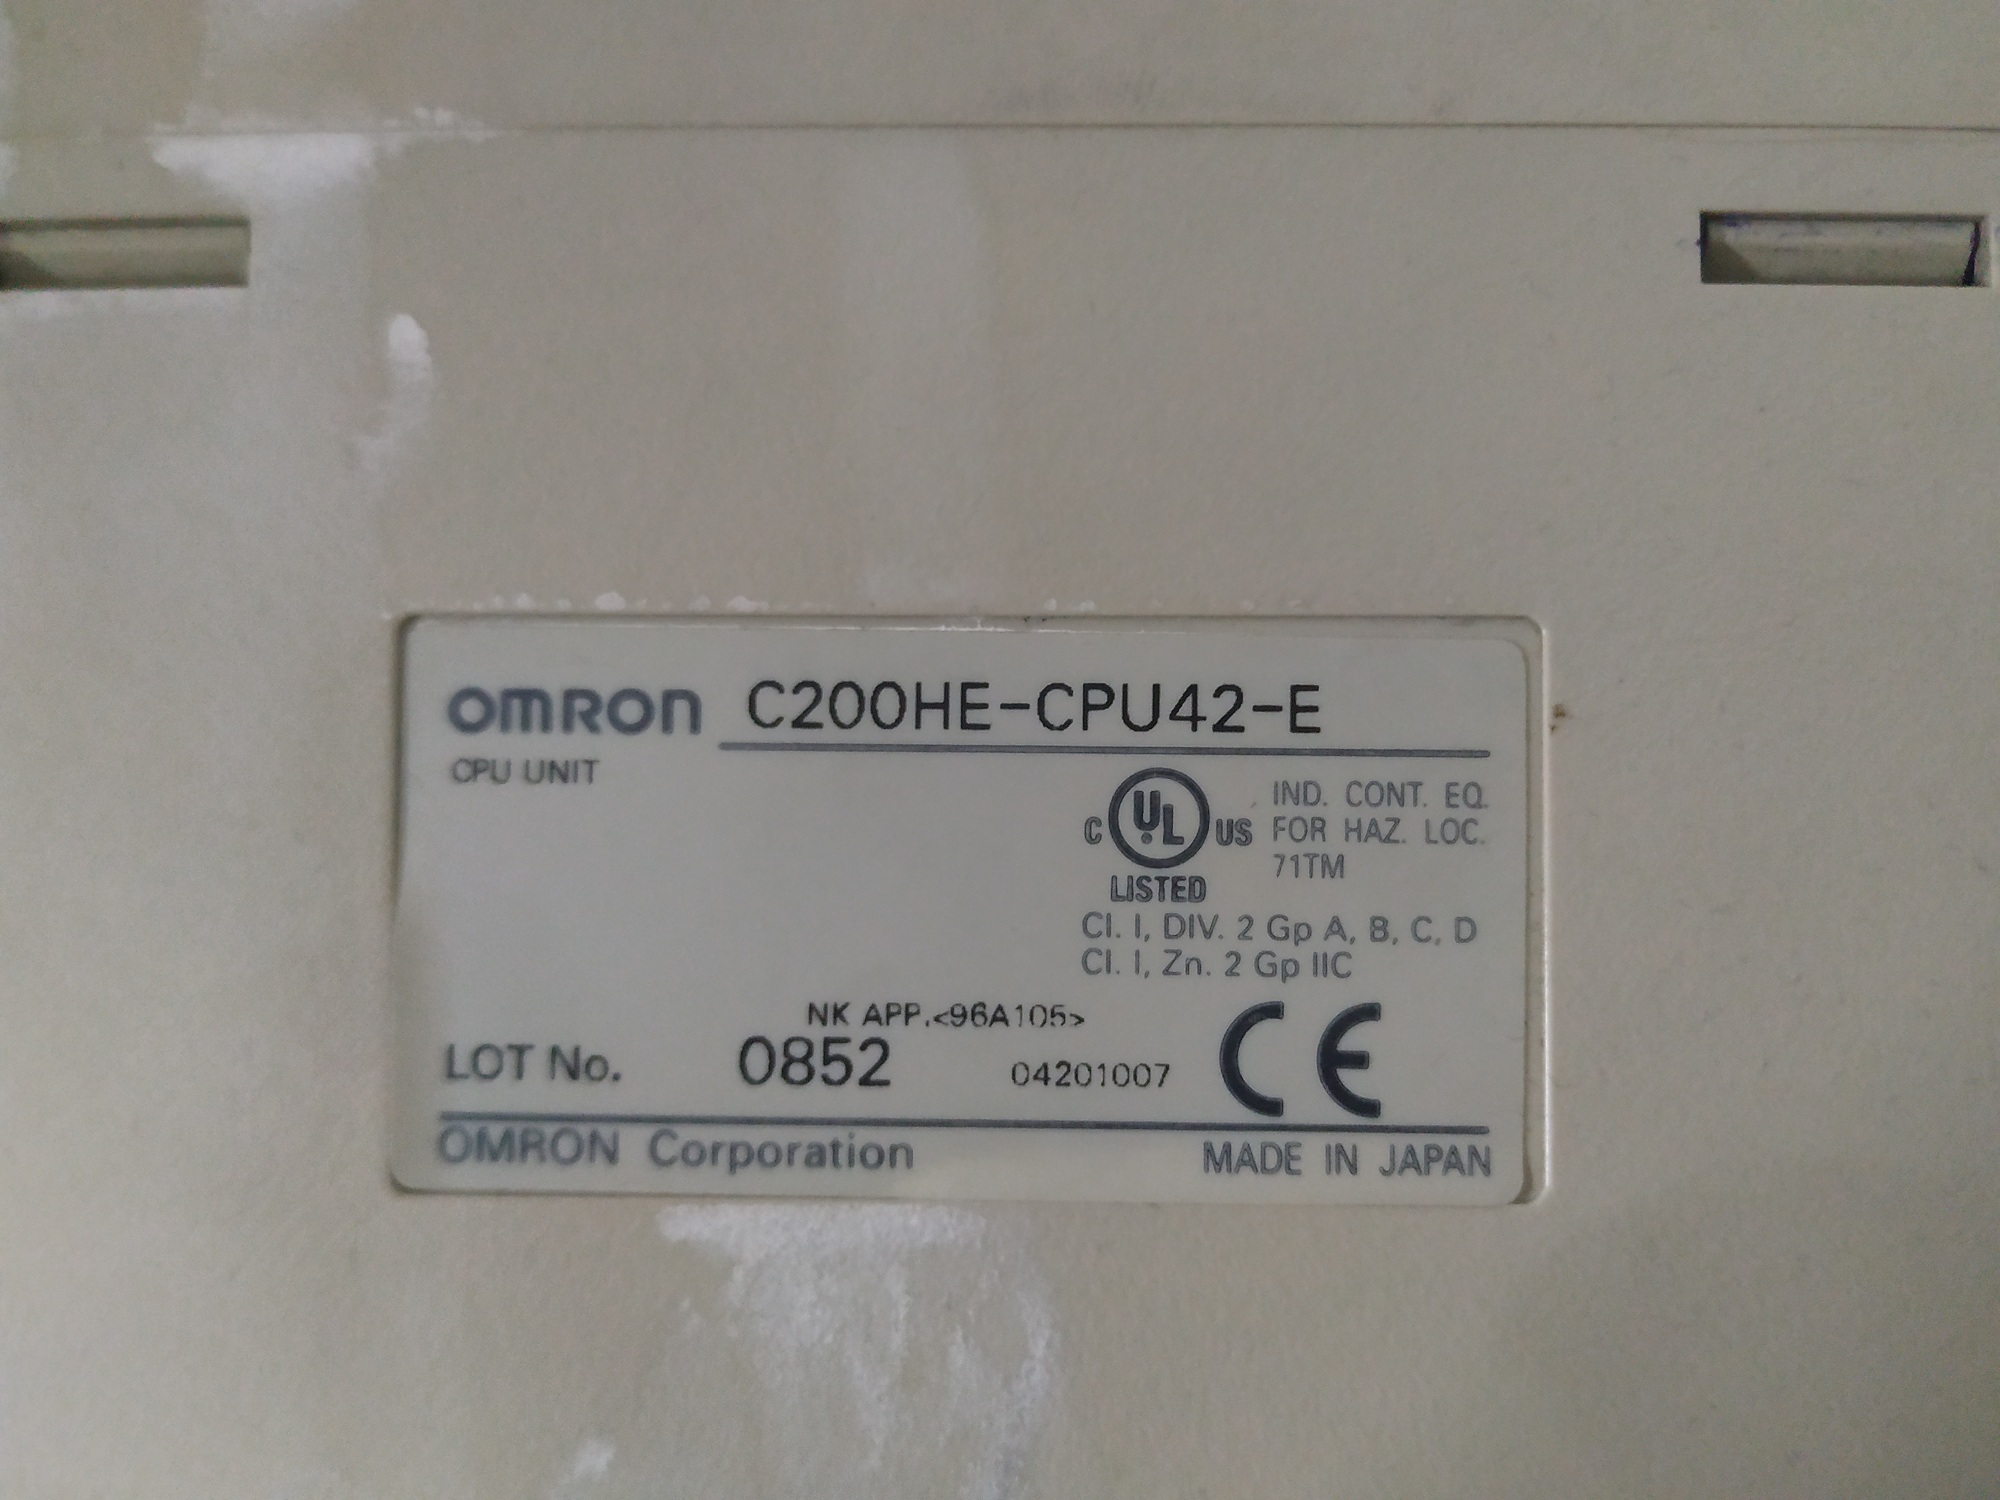 OMRON C200HE-CPU42-E
CPU UNIT
C UL US
LISTED
IND. CONT. EQ.
FOR HAZ. LOC.
71TM
Cl. I, DIV. 2 Gp A, B, C, D
Cl. I, Zn. 2 Gp IIC
NK APP.<96A105>
LOT No. 0852 04201007 CE
OMRON Corporation MADE IN JAPAN